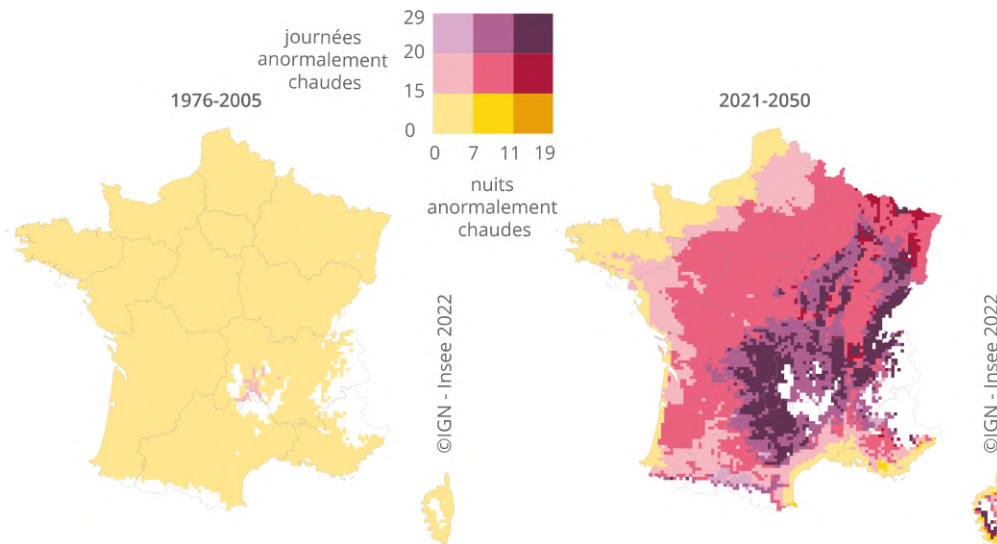 29
journées
anormalement
chaudes
20
15
0
0 7 11 19
nuits
anormalement
chaudes
1976-2005
©IGN - Insee 2022
2021-2050
©IGN - Insee 2022